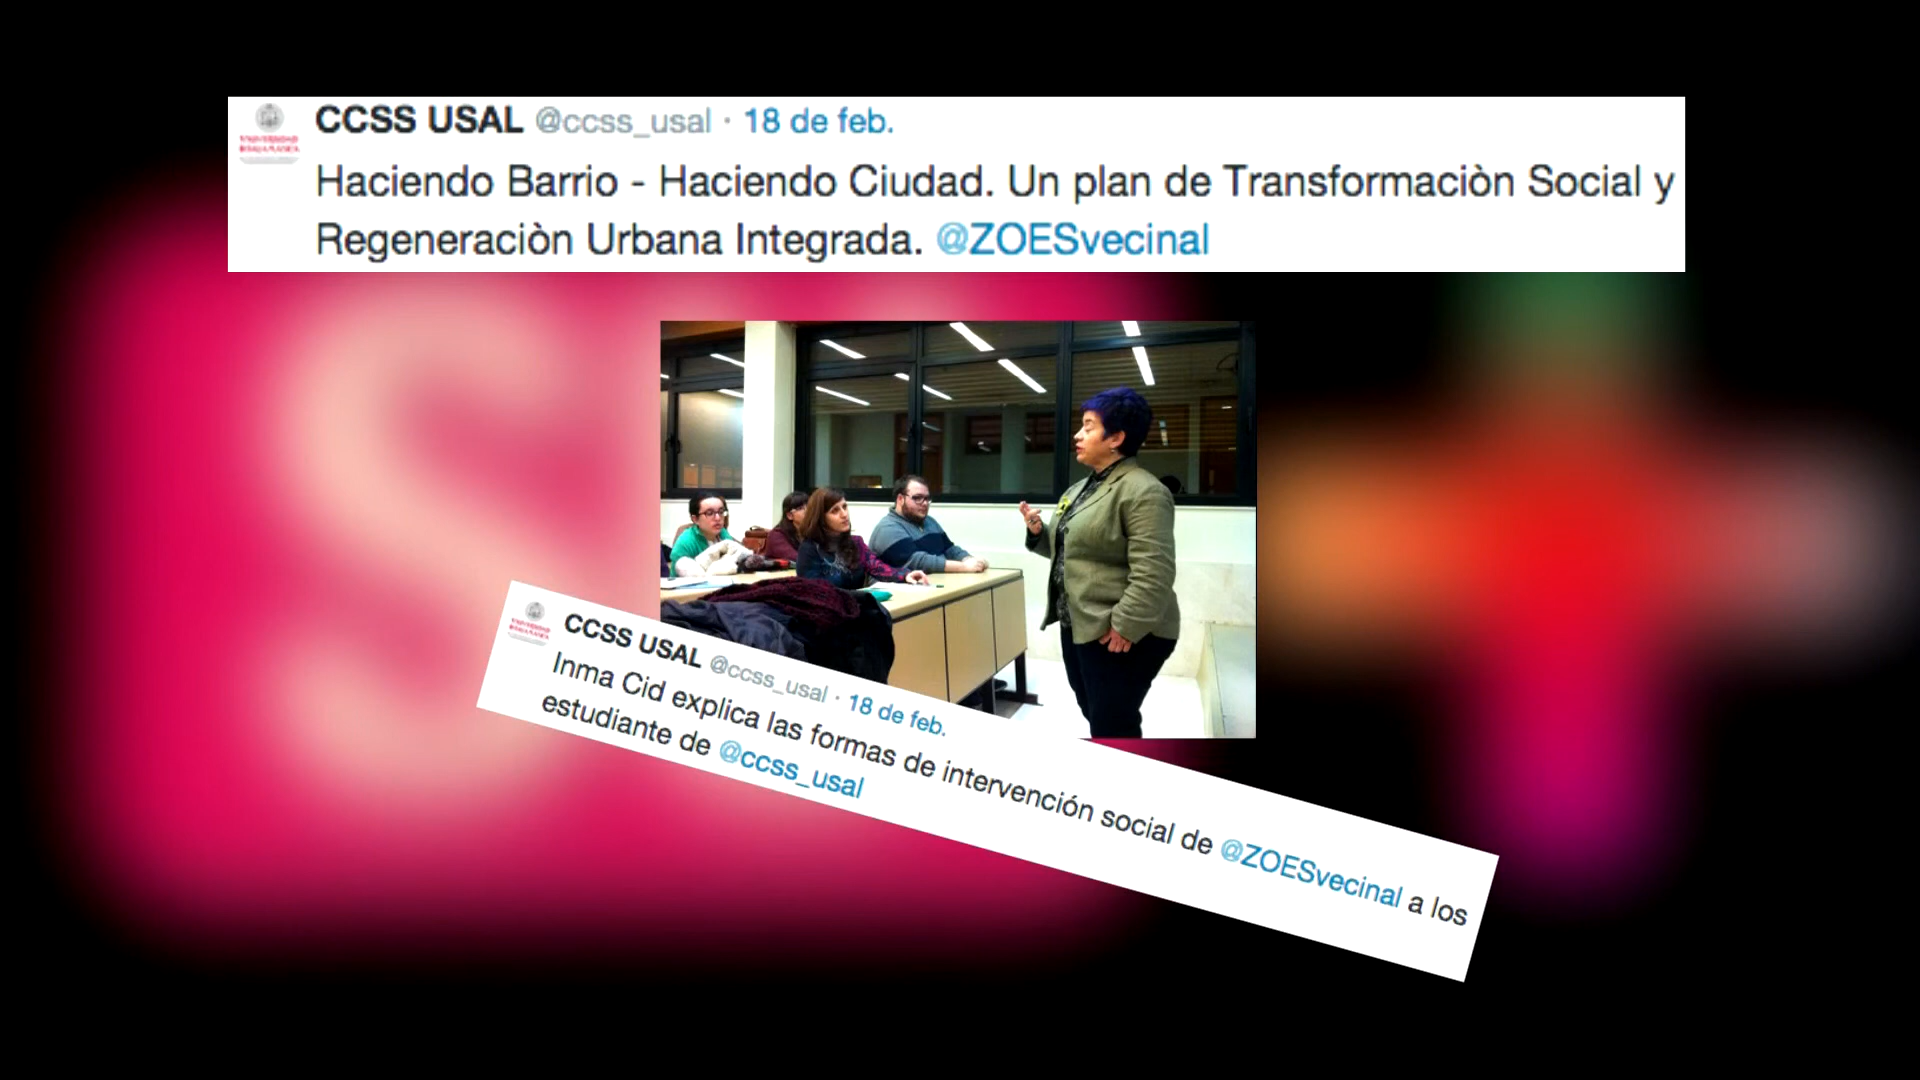 CCSS USAL @ccss_usal · 18 de feb.
Haciendo Barrio - Haciendo Ciudad. Un plan de Transformaciòn Social y
Regeneraciòn Urbana Integrada. @ZOESvecinal
CCSS USAL @ccss_usal · 18 de feb.
Inma Cid explica las formas de intervención social de @ZOESvecinal a los
estudiante de @ccss_usal